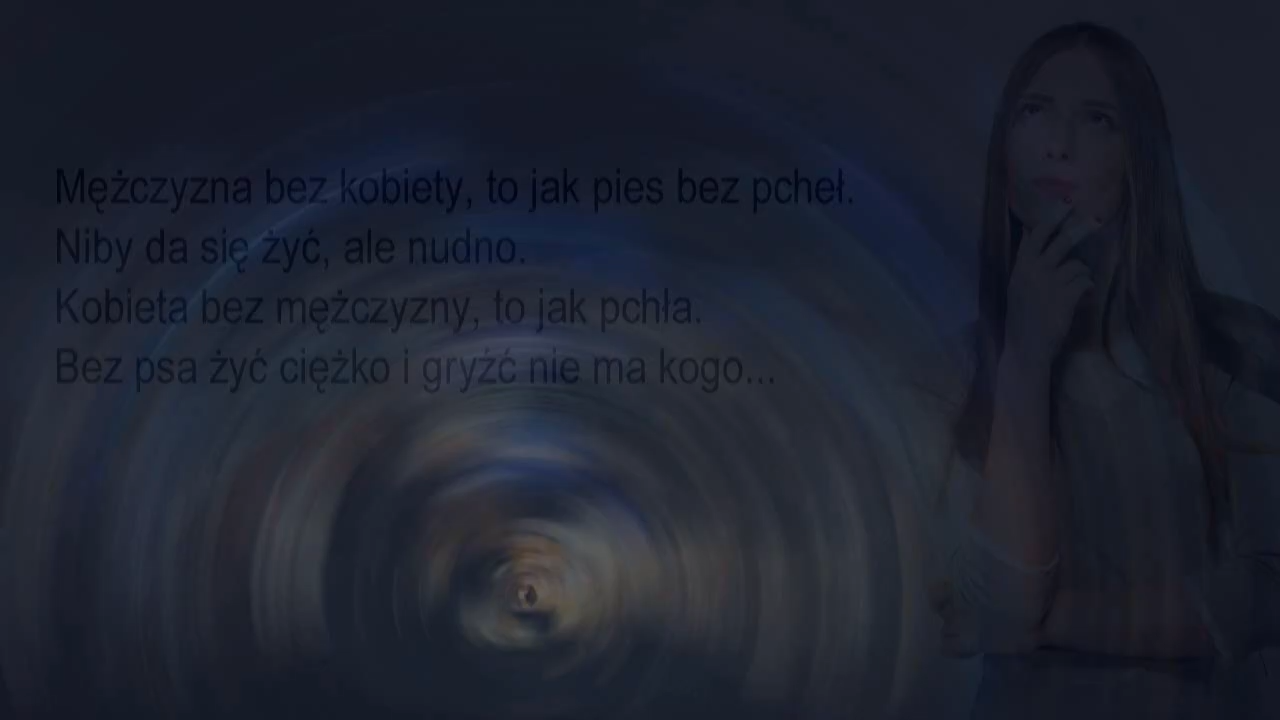 Mężczyzna bez kobiety, to jak pies bez pcheł.
Niby da się żyć, ale nudno.
Kobieta bez mężczyzny, to jak pchła.
Bez psa żyć ciężko i gryźć nie ma kogo...